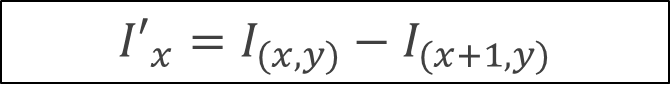 I'ₓ = I₍ₓ,y₎ − I₍ₓ₊₁,y₎